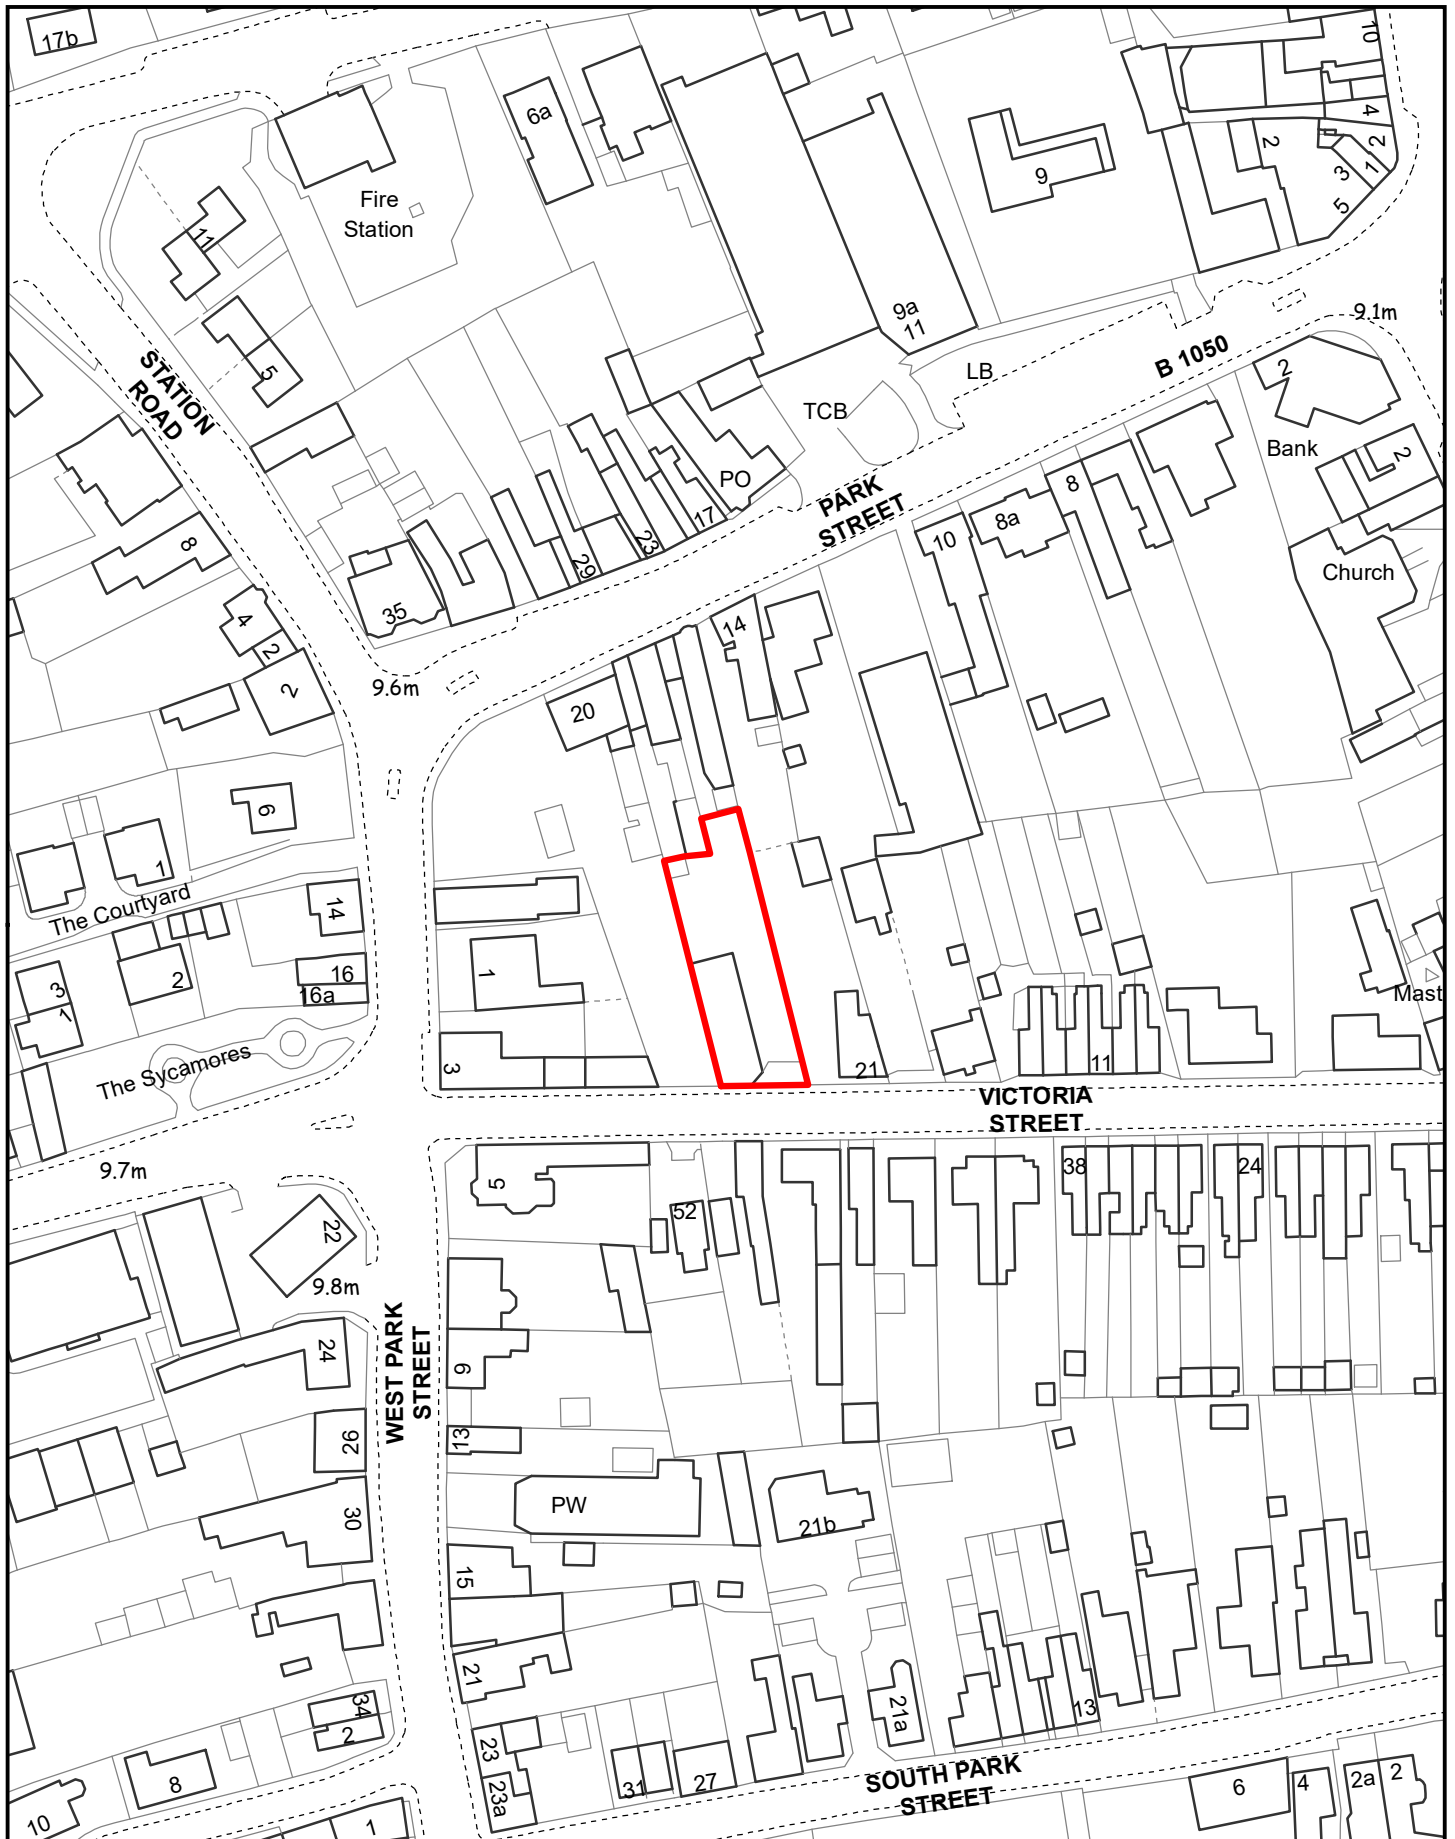 17b
6a
10
4
2
2
1
3
5
Fire
Station
9
11
5
9a
11
9.1m
LB
B 1050
2
TCB
Bank
2
STATION
ROAD
PO
PARK
STREET
8
8a
10
17
23
29
35
8
Church
4
2
2
14
9.6m
20
6
1
The Courtyard
14
16
16a
2
3
1
1
Mast
The Sycamores
3
21
11
VICTORIA
STREET
9.7m
5
52
38
24
22
9.8m
WEST PARK
STREET
24
9
26
13
30
PW
21b
15
21
34
2
21a
13
23
8
31
27
23a
SOUTH PARK
STREET
6
4
2a
2
10
1